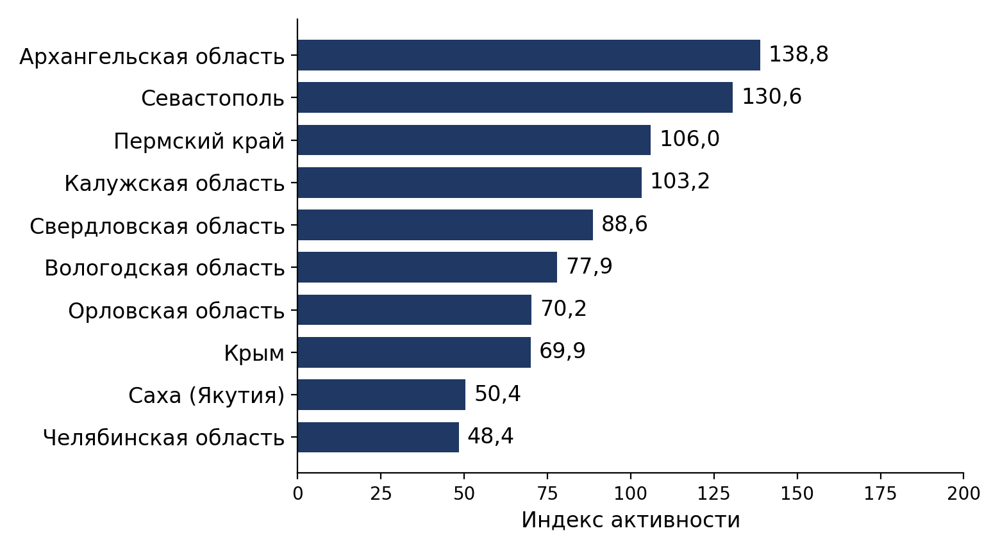 Архангельская область 138,8
Севастополь 130,6
Пермский край 106,0
Калужская область 103,2
Свердловская область 88,6
Вологодская область 77,9
Орловская область 70,2
Крым 69,9
Саха (Якутия) 50,4
Челябинская область 48,4
0 25 50 75 100 125 150 175 200
Индекс активности